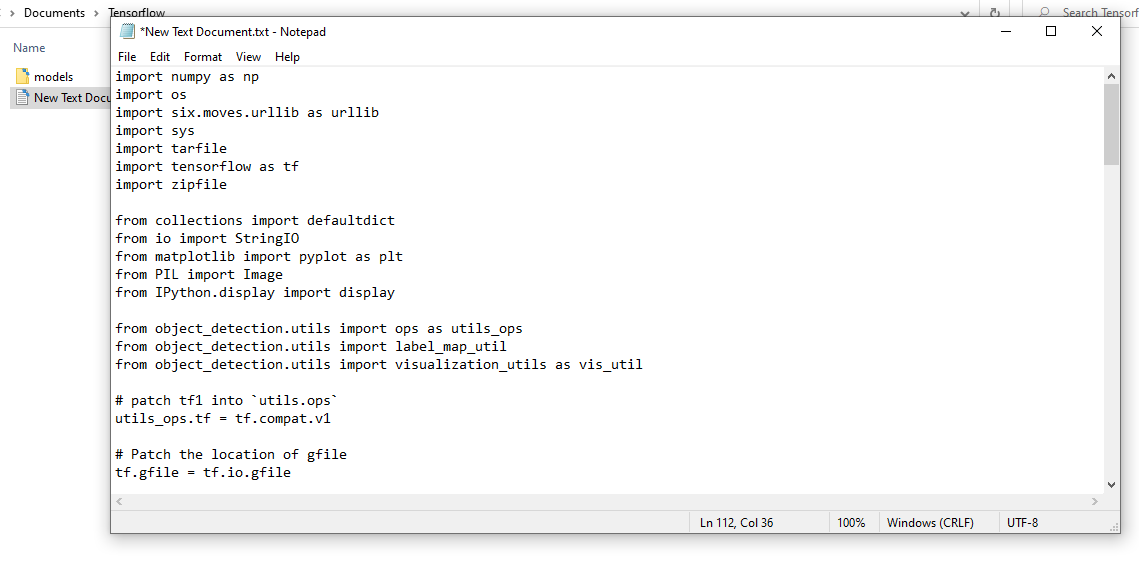 Documents > Tensorflow
Search Tensorf
Name
models
New Text Docu
*New Text Document.txt - Notepad
File Edit Format View Help
import numpy as np
import os
import six.moves.urllib as urllib
import sys
import tarfile
import tensorflow as tf
import zipfile
from collections import defaultdict
from io import StringIO
from matplotlib import pyplot as plt
from PIL import Image
from IPython.display import display
from object_detection.utils import ops as utils_ops
from object_detection.utils import label_map_util
from object_detection.utils import visualization_utils as vis_util
# patch tf1 into `utils.ops`
utils_ops.tf = tf.compat.v1
# Patch the location of gfile
tf.gfile = tf.io.gfile
Ln 112, Col 36
100%
Windows (CRLF)
UTF-8